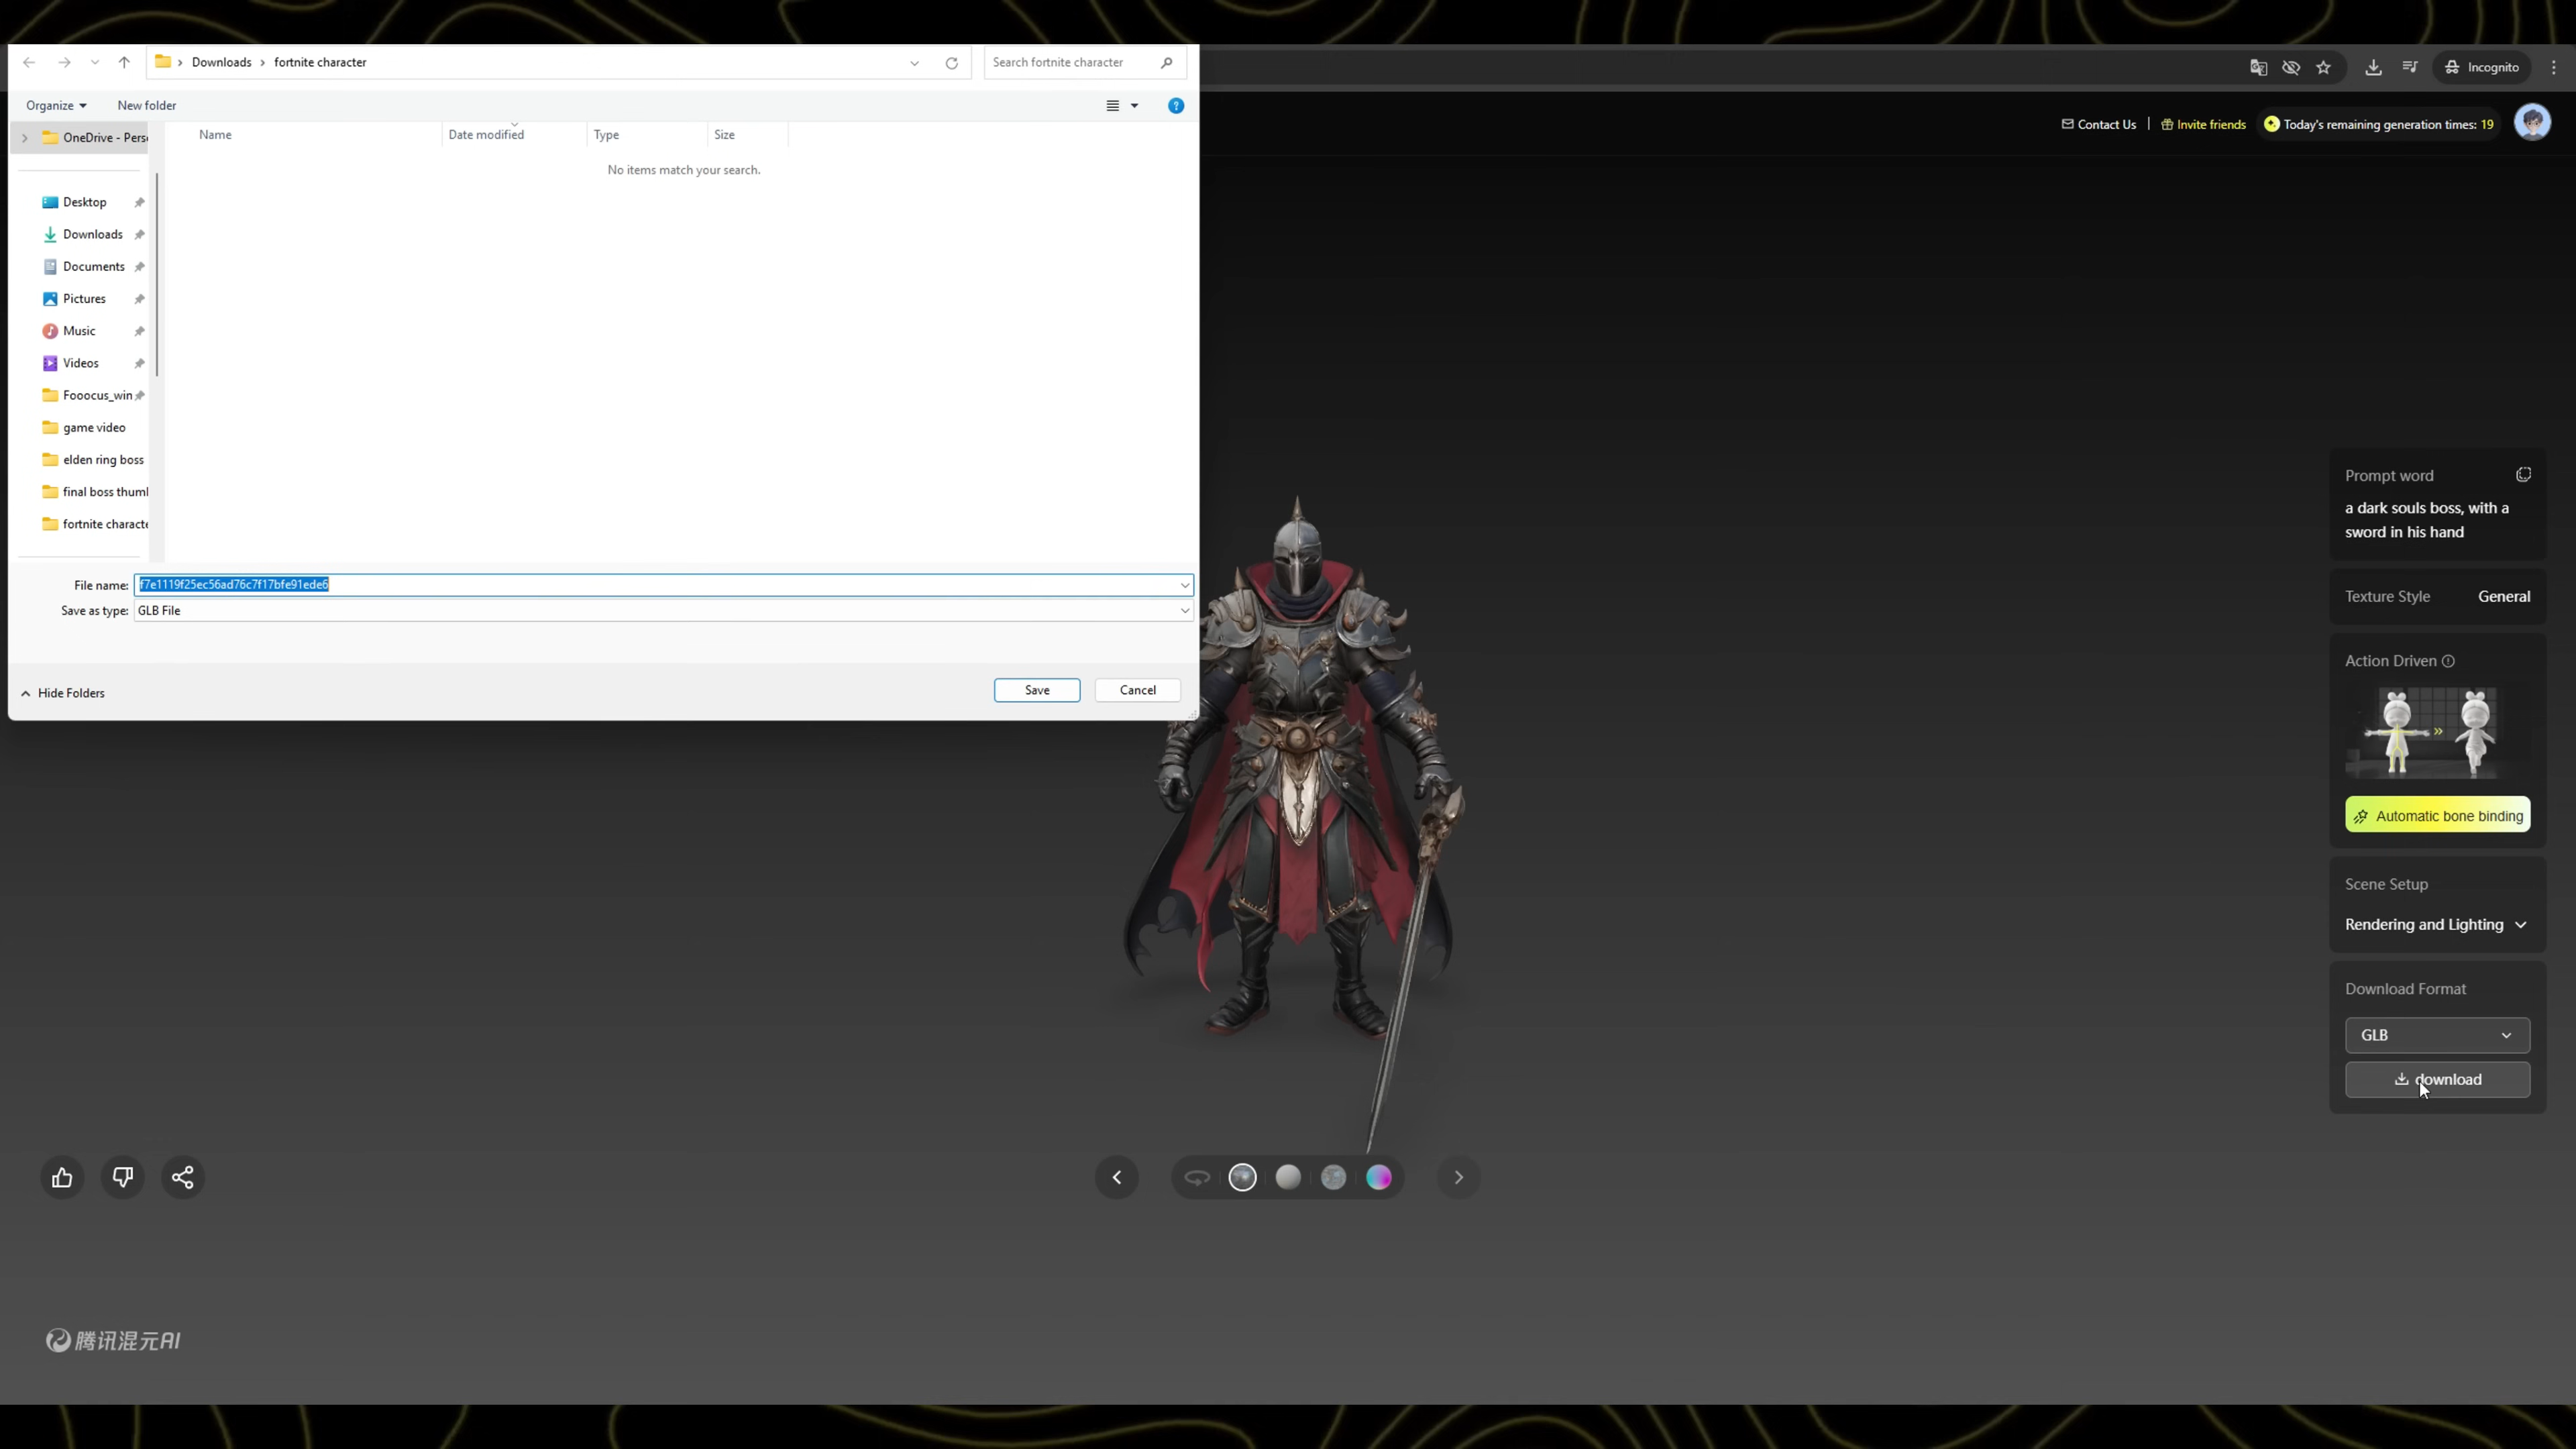 Downloads > fortnite character
Search fortnite character
Incognito
Organize
New folder
Contact Us
Invite friends
Today's remaining generation times: 19
OneDrive - Pers
Name
Date modified
Type
Size
No items match your search.
Desktop
Downloads
Documents
Pictures
Music
Videos
Fooocus_win
game video
elden ring boss
final boss thuml
fortnite characte
File name:
f7e1119f25ec56ad76c7f17bfe91ede6
Save as type:
GLB File
Hide Folders
Save
Cancel
Prompt word
a dark souls boss, with a
sword in his hand
Texture Style
General
Action Driven
Automatic bone binding
Scene Setup
Rendering and Lighting
Download Format
GLB
download
腾讯混元AI